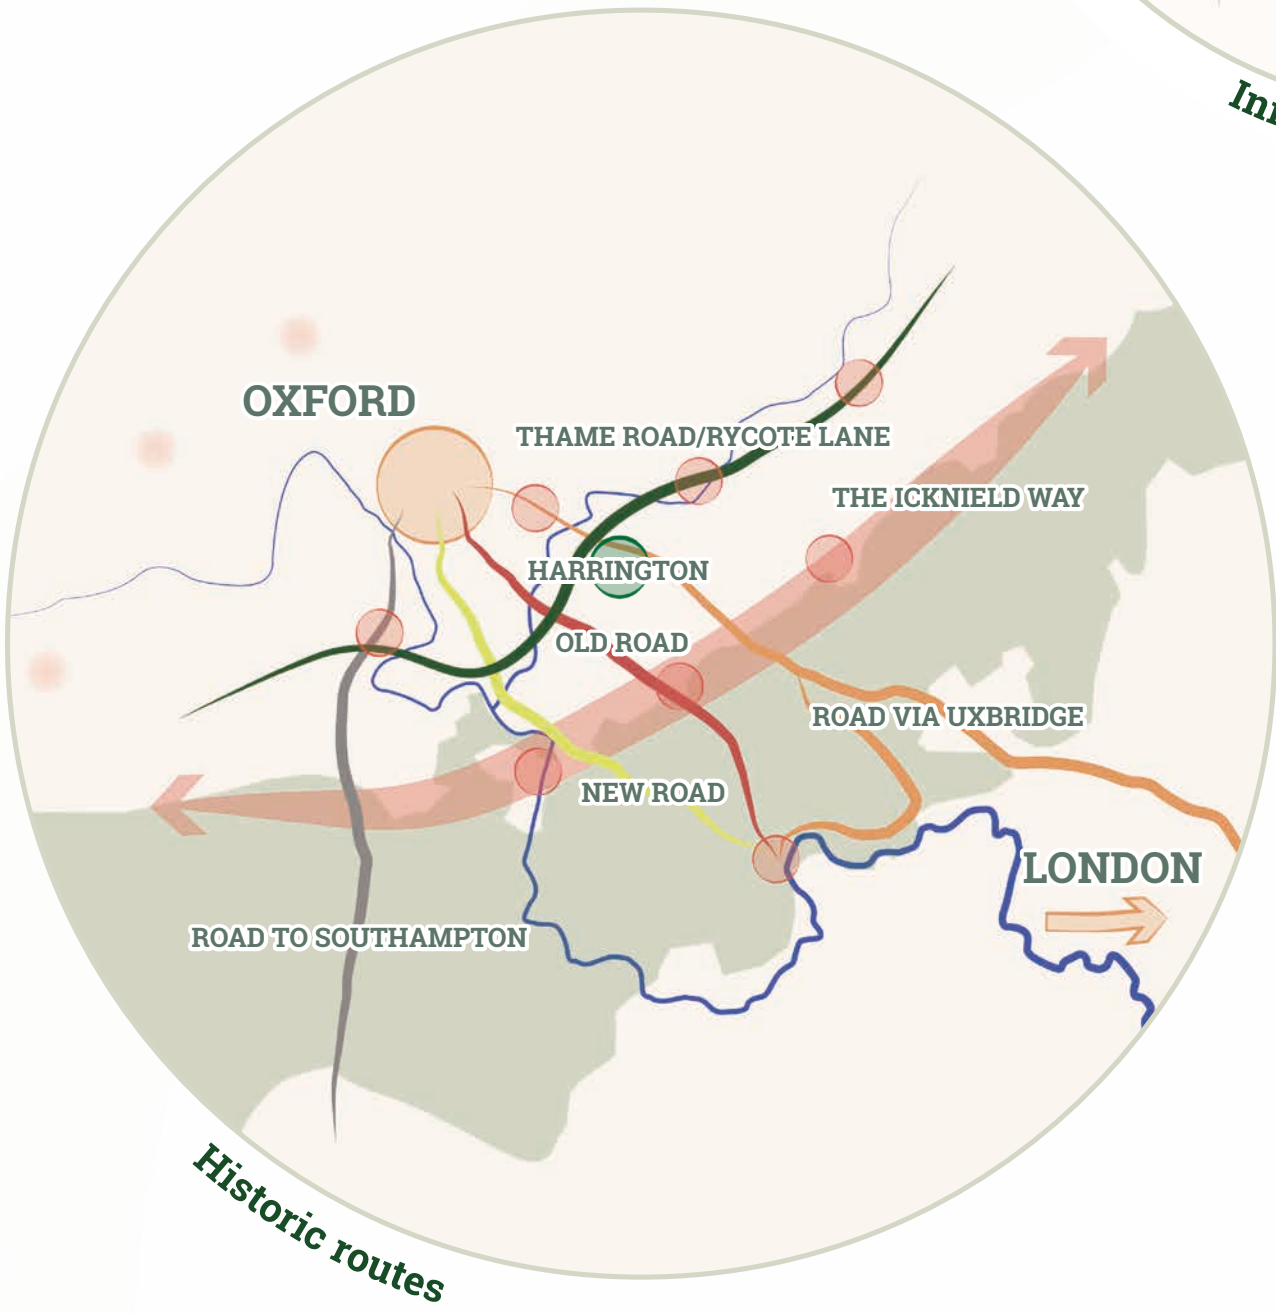 OXFORD
THAME ROAD/RYCOTE LANE
THE ICKNIELD WAY
HARRINGTON
OLD ROAD
ROAD VIA UXBRIDGE
NEW ROAD
LONDON
ROAD TO SOUTHAMPTON
Historic routes